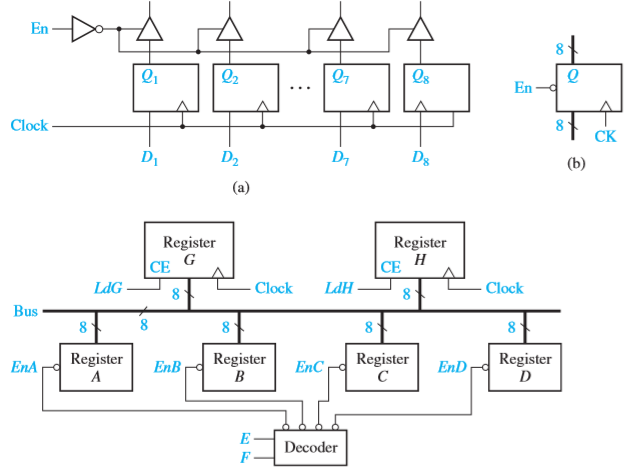 En
Q1 Q2 ... Q7 Q8
Clock
D1 D2 D7 D8
(a)
8
Q
En
8
CK
(b)
Register G
CE
LdG
8
Clock
Register H
CE
LdH
8
Clock
Bus
8
8 8 8 8
EnA
Register A
EnB
Register B
EnC
Register C
EnD
Register D
E
F
Decoder